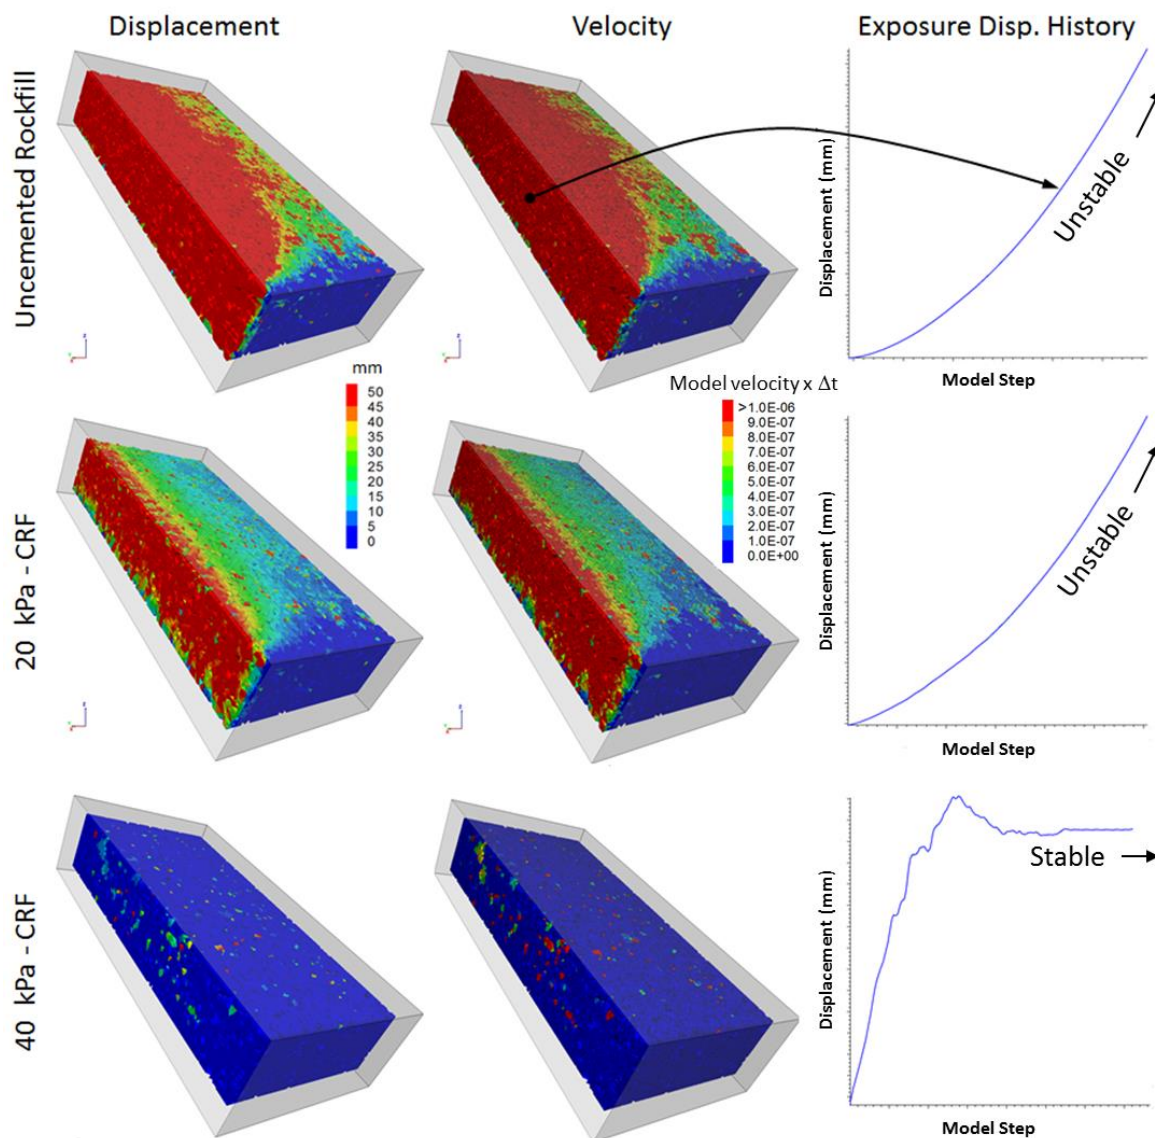 Displacement
Velocity
Exposure Disp. History
Uncemented Rockfill
Displacement (mm)
Unstable
Model Step
mm
50
45
40
35
30
25
20
15
10
5
0
Model velocity x Δt
>1.0E-06
9.0E-07
8.0E-07
7.0E-07
6.0E-07
5.0E-07
4.0E-07
3.0E-07
2.0E-07
1.0E-07
0.0E+00
20 kPa - CRF
Displacement (mm)
Unstable
Model Step
40 kPa - CRF
Displacement (mm)
Stable
Model Step